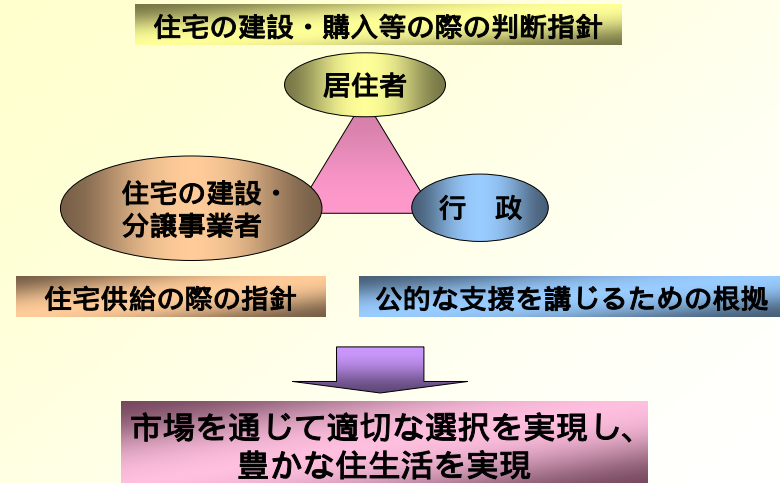 住宅の建設・購入等の際の判断指針
居住者
住宅の建設・
分譲事業者
行　政
住宅供給の際の指針
公的な支援を講じるための根拠
市場を通じて適切な選択を実現し、
豊かな住生活を実現